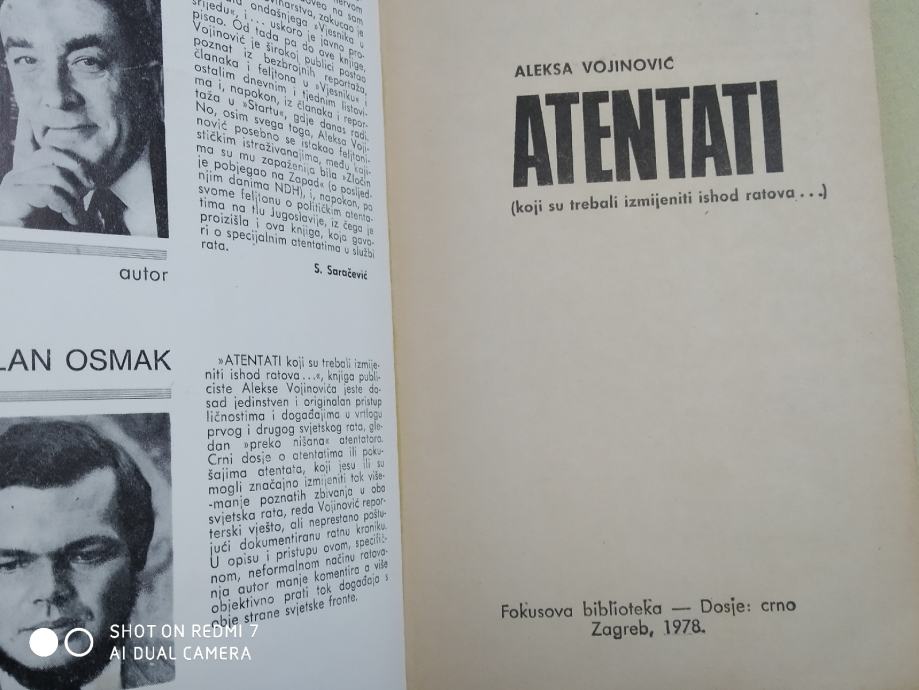 ondašnjega »Vjesnika u
srijedu«, i... uskoro je javno pro-
pisao. Od tada pa do ove knjige,
Vojinović je širokoj publici postao
poznat iz bezbrojnih reportaža,
članaka i feljtona u »Vjesniku« i
ostalim dnevnim i tjednim listovi-
ma i, napokon, iz članaka i repor-
taža u »Startu«, gdje danas radi.
No, osim svega toga, Aleksa Voji-
nović posebno se istakao feljtoni-
stičkim istraživanjima, među koji-
ma su mu zapaženija bila »Zločin
je pobjegao na Zapad« (o posljed-
njim danima NDH), i, napokon, po
svome feljtonu o političkim atenta-
tima na tlu Jugoslavije, iz čega je
proizišla i ova knjiga, koja govo-
ri o specijalnim atentatima u službi
rata.
S. Saračević
autor
LAN OSMAK
»ATENTATI koji su trebali izmije-
niti ishod ratova...«, knjiga publi-
ciste Alekse Vojinovića jeste do-
sad jedinstven i originalan pristup
ličnostima i događajima u vrtlogu
prvog i drugog svjetskog rata, gle-
dan »preko nišana« atentatora.
Crni dosje o atentatima ili poku-
šajima atentata, koji jesu ili su
mogli značajno izmijeniti tok više-
-manje poznatih zbivanja u oba
svjetska rata, reda Vojinović repor-
terski vješto, ali neprestano poštu-
jući dokumentiranu ratnu kroniku.
U opisu i pristupu ovom, specifič-
nom, neformalnom načinu ratova-
nja autor manje komentira a više
objektivno prati tok događaja s
obje strane svjetske fronte.
ALEKSA VOJINOVIĆ
ATENTATI
(koji su trebali izmijeniti ishod ratova...)
Fokusova biblioteka — Dosje: crno
Zagreb, 1978.
SHOT ON REDMI 7
AI DUAL CAMERA